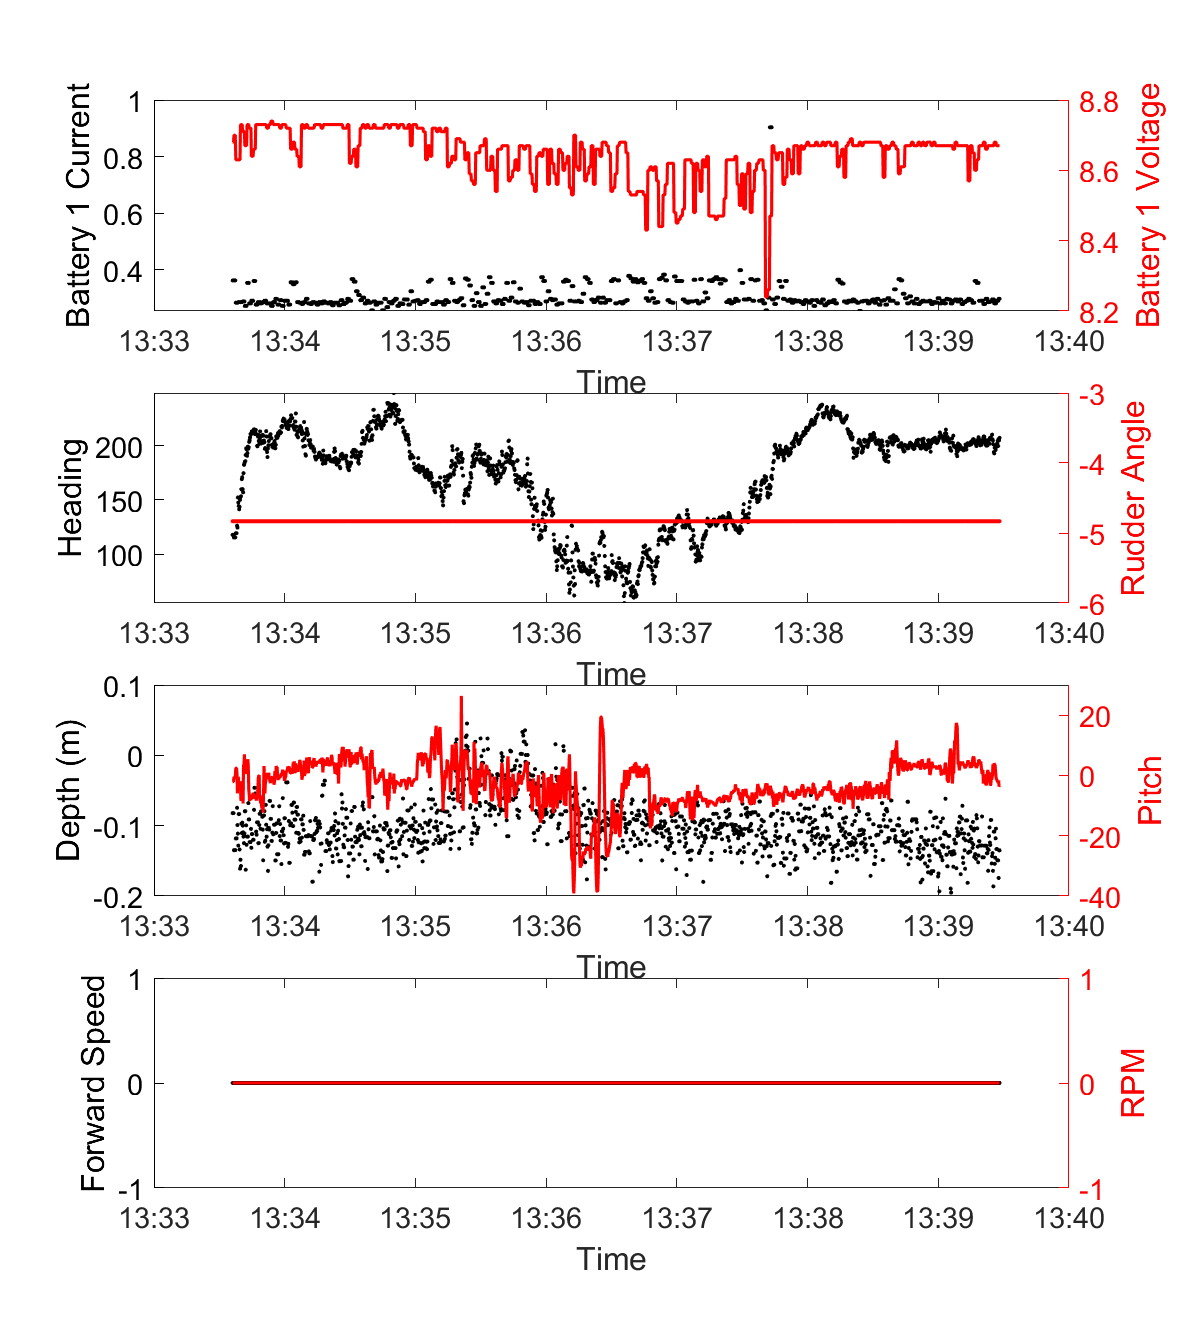 Battery 1 Current
1
0.8
0.6
0.4
8.8
8.6
8.4
8.2
Battery 1 Voltage
13:33 13:34 13:35 13:36 13:37 13:38 13:39 13:40
Time
Heading
200
150
100
-3
-4
-5
-6
Rudder Angle
13:33 13:34 13:35 13:36 13:37 13:38 13:39 13:40
Time
Depth (m)
0.1
0
-0.1
-0.2
20
0
-20
-40
Pitch
13:33 13:34 13:35 13:36 13:37 13:38 13:39 13:40
Time
Forward Speed
1
0
-1
1
0
-1
RPM
13:33 13:34 13:35 13:36 13:37 13:38 13:39 13:40
Time